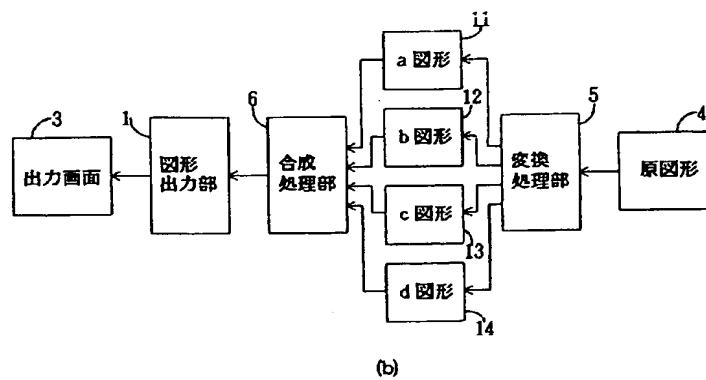 11
a 図形
12
b 図形
c 図形
13
d 図形
14
3
出力画面
1
図形
出力部
6
合成
処理部
5
変換
処理部
4
原図形
(b)